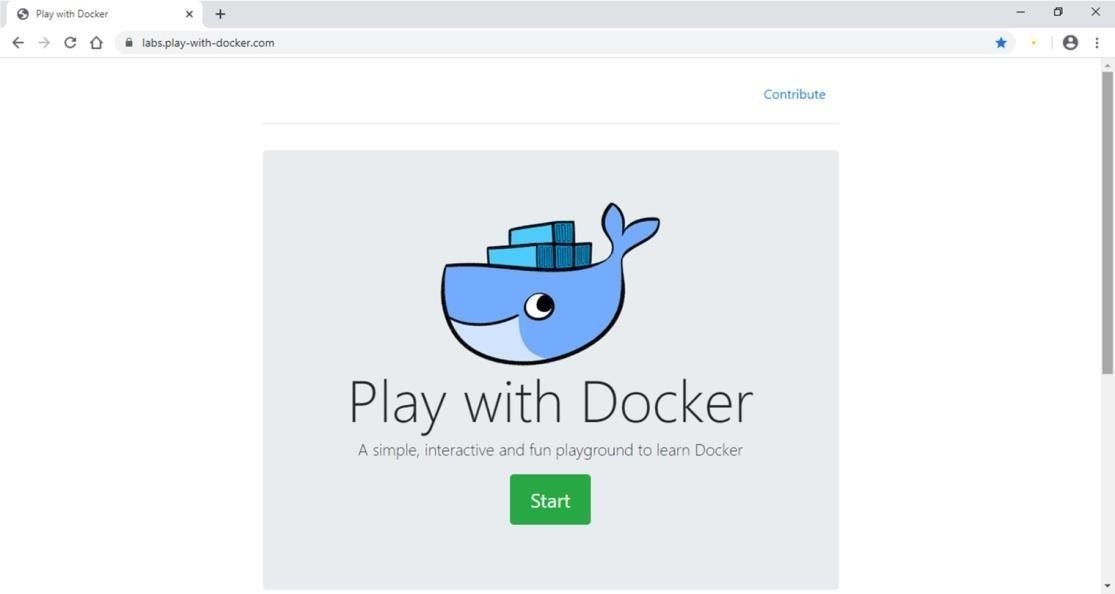 Play with Docker
labs.play-with-docker.com
Contribute
Play with Docker
A simple, interactive and fun playground to learn Docker
Start